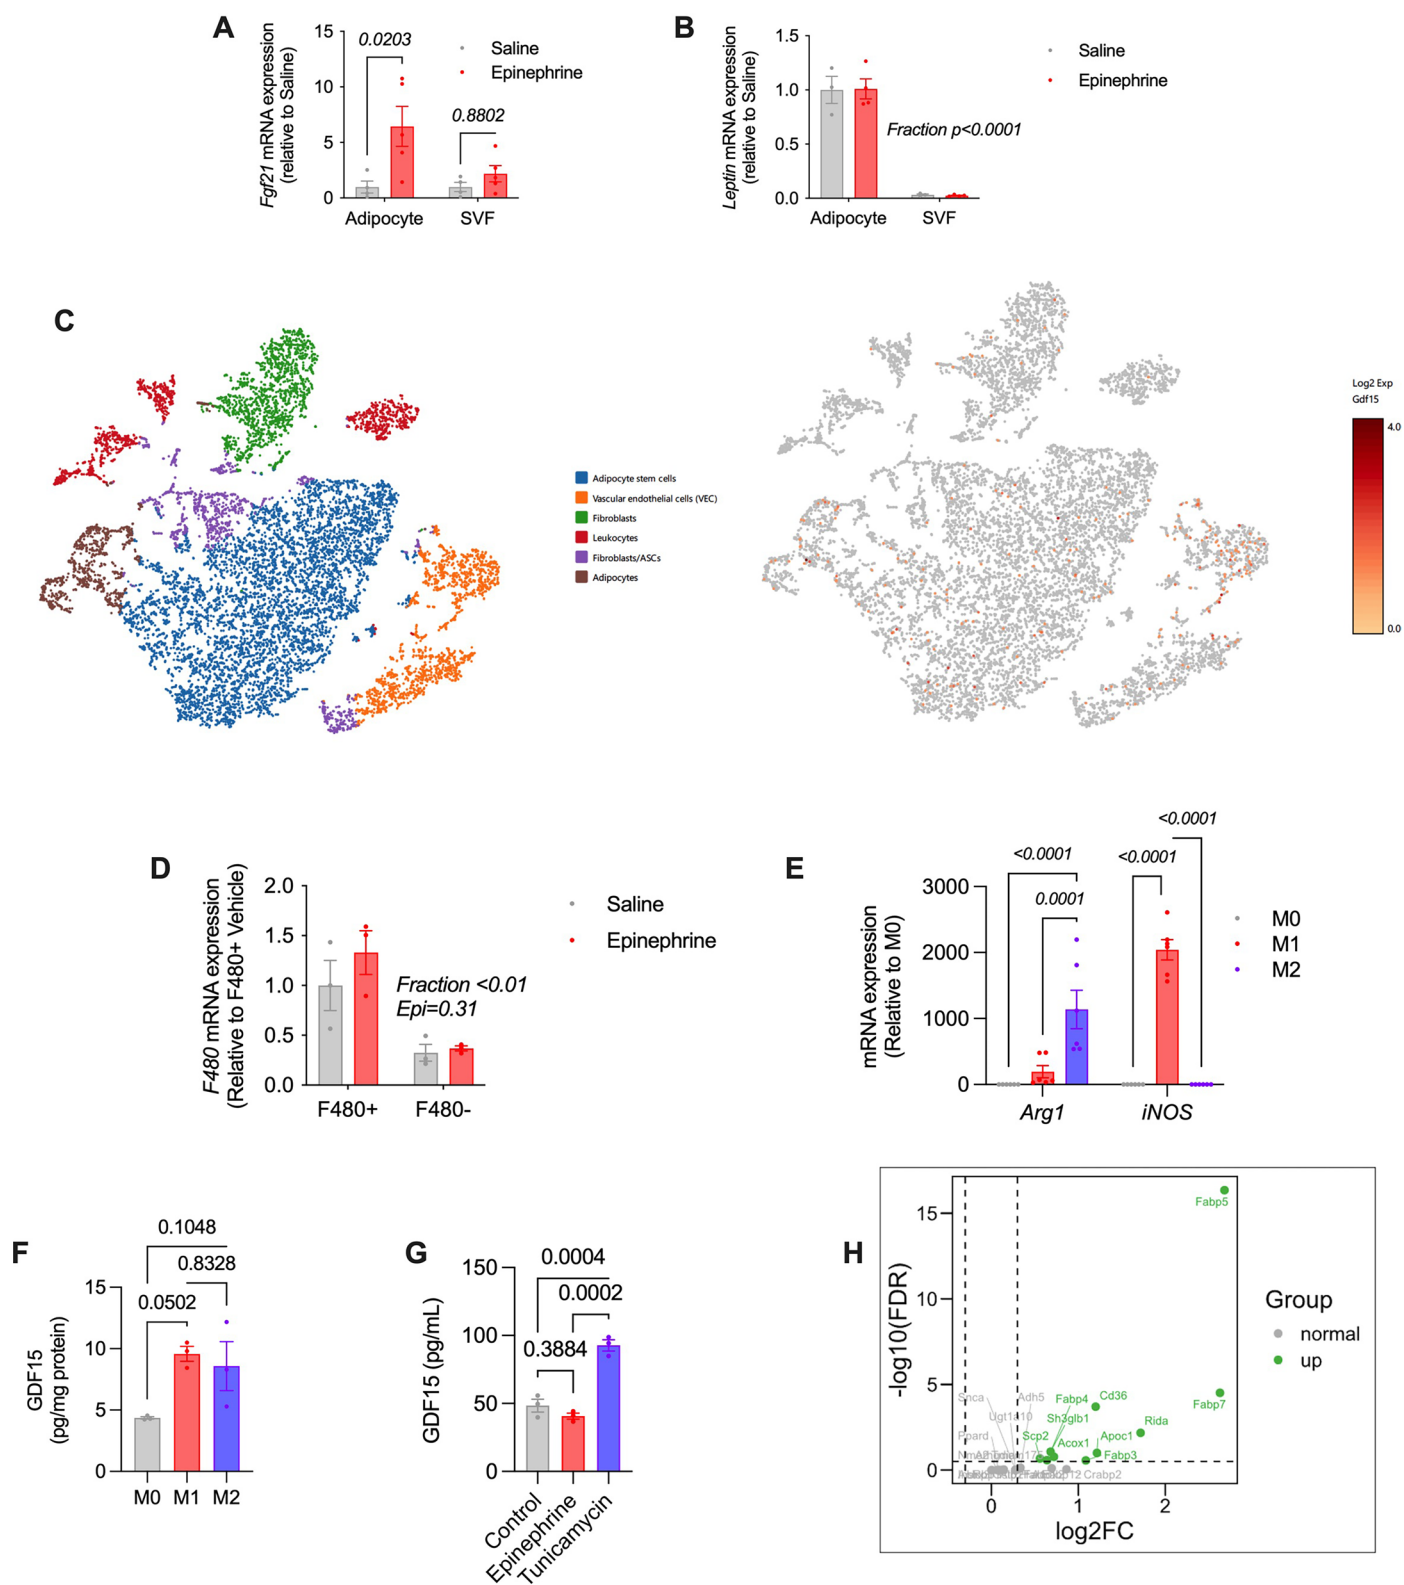 A
Fgf21 mRNA expression
(relative to Saline)
15
10
5
0
0.0203
0.8802
Saline
Epinephrine
Adipocyte
SVF
B
Leptin mRNA expression
(relative to Saline)
1.5
1.0
0.5
0.0
Saline
Epinephrine
Fraction p<0.0001
Adipocyte
SVF
C
Adipocyte stem cells
Vascular endothelial cells (VEC)
Fibroblasts
Leukocytes
Fibroblasts/ASCs
Adipocytes
Log2 Exp
Gdf15
4.0
0.0
D
F480 mRNA expression
(Relative to F480+ Vehicle)
2.0
1.5
1.0
0.5
0.0
Saline
Epinephrine
Fraction <0.01
Epi=0.31
F480+
F480-
E
mRNA expression
(Relative to M0)
3000
2000
1000
0
<0.0001
<0.0001
<0.0001
0.0001
M0
M1
M2
Arg1
iNOS
F
GDF15
(pg/mg protein)
15
10
5
0
0.1048
0.8328
0.0502
M0
M1
M2
G
GDF15 (pg/mL)
150
100
50
0
0.0004
0.0002
0.3884
Control
Epinephrine
Tunicamycin
H
-log10(FDR)
15
10
5
0
Fabp5
Fabp7
Snca
Adh5
Fabp4
Cd36
Ugt1a10
Sh3glb1
Rida
Ppard
Scp2
Acox1
Apoc1
Fabp3
Crabp2
0
1
2
log2FC
Group
normal
up